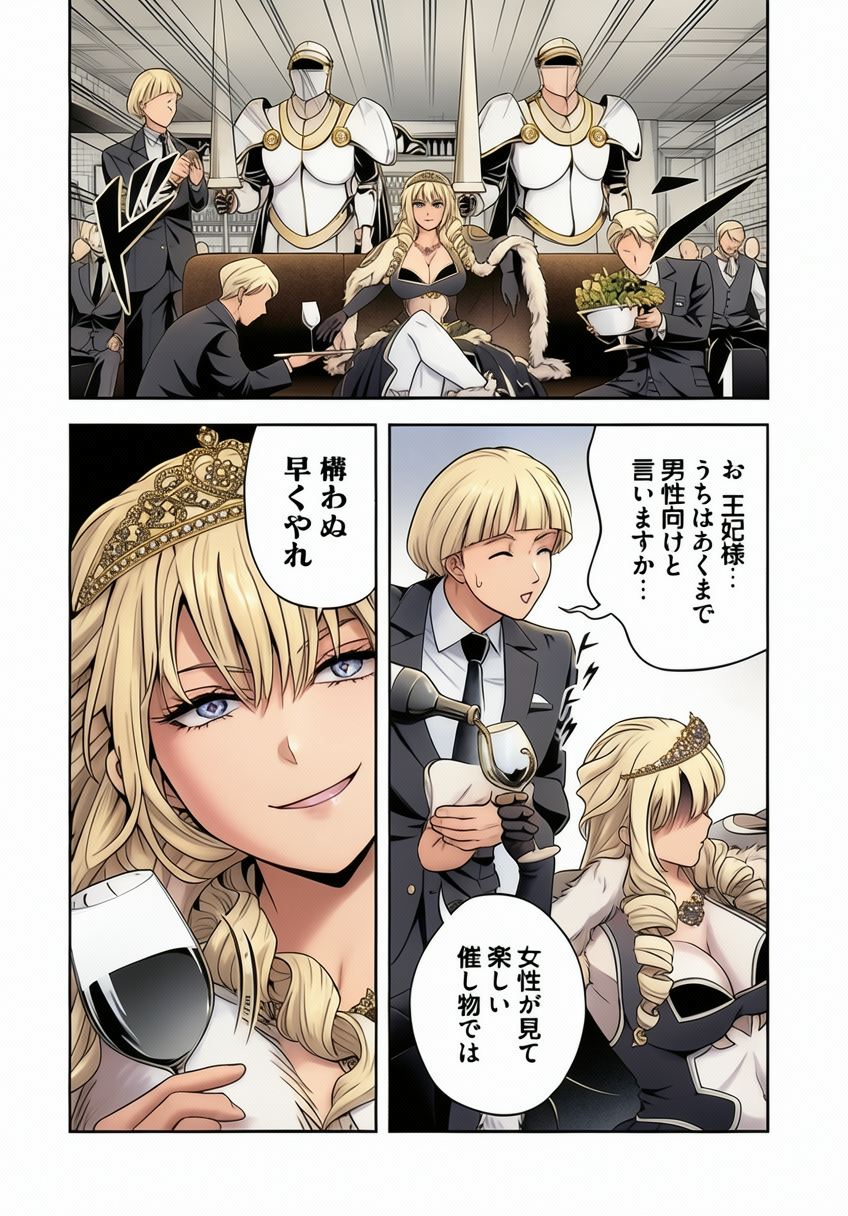 ドン
お 王妃様…
うちはあくまで
男性向けと
言いますか…
女性が見て
楽しい
催し物では
構わぬ
早くやれ